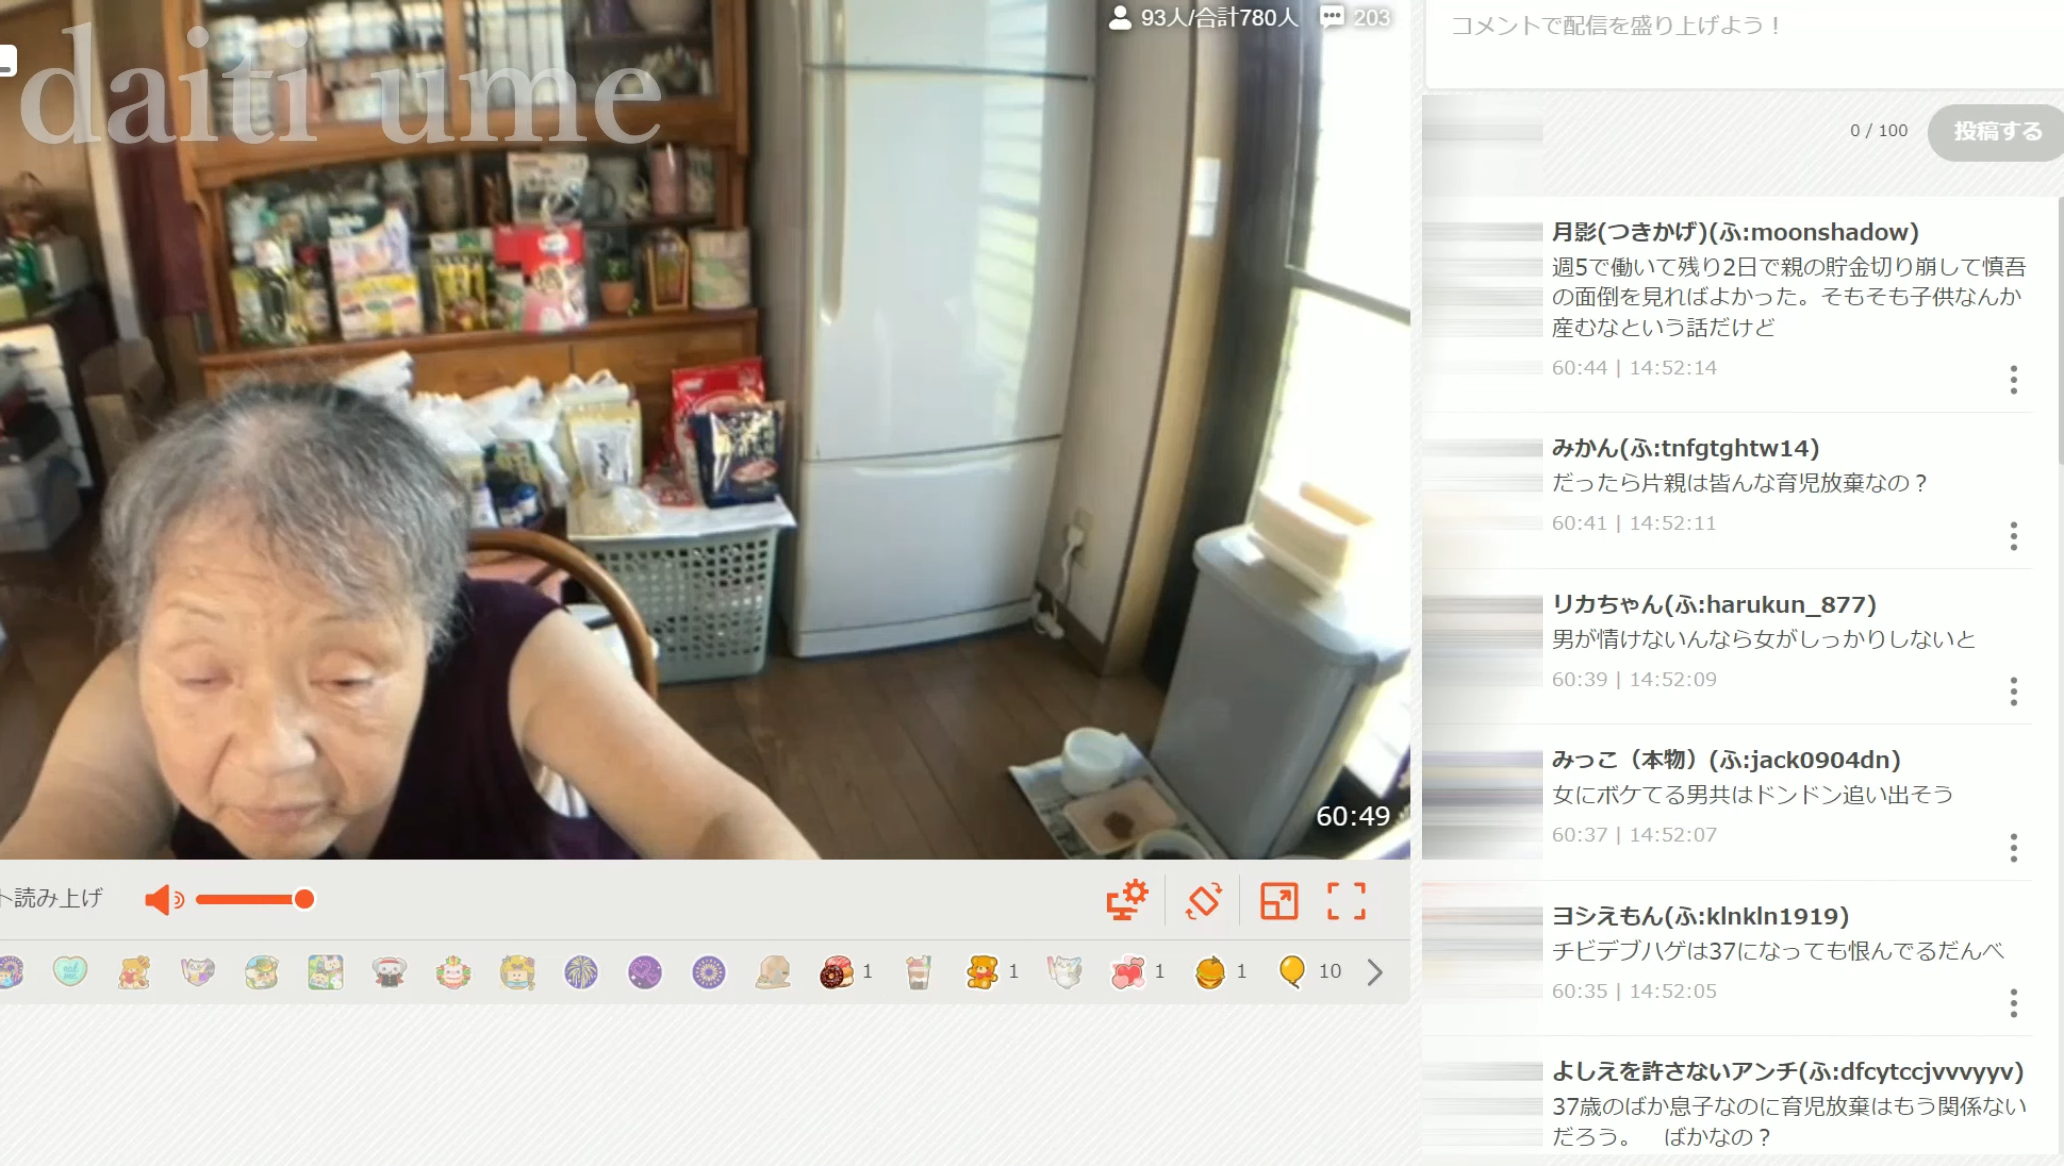 daiti ume
93人/合計780人 203
60:49
ト読み上げ
1
1
1
1
10
コメントで配信を盛り上げよう！
0 / 100 投稿する
月影(つきかげ)(ふ:moonshadow)
週5で働いて残り2日で親の貯金切り崩して慎吾
の面倒を見ればよかった。そもそも子供なんか
産むなという話だけど
60:44 | 14:52:14
みかん(ふ:tnfgtghtw14)
だったら片親は皆んな育児放棄なの？
60:41 | 14:52:11
リカちゃん(ふ:harukun_877)
男が情けないんなら女がしっかりしないと
60:39 | 14:52:09
みっこ（本物）(ふ:jack0904dn)
女にボケてる男共はドンドン追い出そう
60:37 | 14:52:07
ヨシえもん(ふ:klnkln1919)
チビデブハゲは37になっても恨んでるだんべ
60:35 | 14:52:05
よしえを許さないアンチ(ふ:dfcytccjvvvyyv)
37歳のばか息子なのに育児放棄はもう関係ない
だろう。　ばかなの？